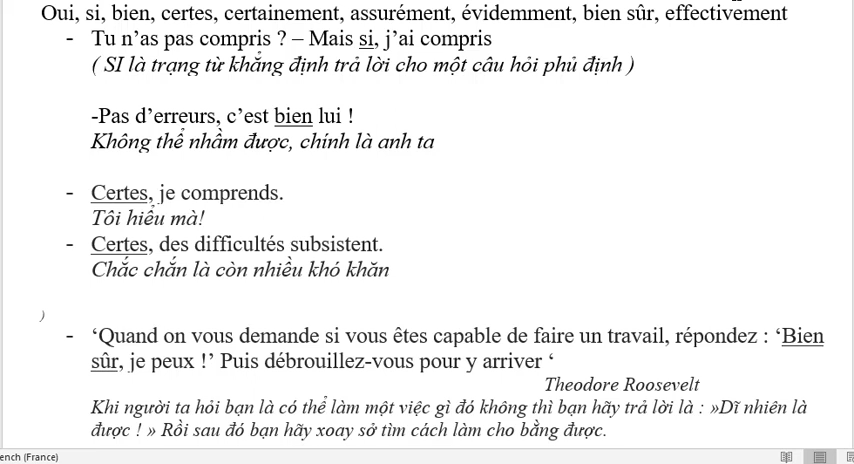 Oui, si, bien, certes, certainement, assurément, évidemment, bien sûr, effectivement
- Tu n’as pas compris ? – Mais si, j’ai compris
( SI là trạng từ khẳng định trả lời cho một câu hỏi phủ định )
-Pas d’erreurs, c’est bien lui !
Không thể nhầm được, chính là anh ta
- Certes, je comprends.
Tôi hiểu mà!
- Certes, des difficultés subsistent.
Chắc chắn là còn nhiều khó khăn
)
- ‘Quand on vous demande si vous êtes capable de faire un travail, répondez : ‘Bien
sûr, je peux !’ Puis débrouillez-vous pour y arriver ‘
Theodore Roosevelt
Khi người ta hỏi bạn là có thể làm một việc gì đó không thì bạn hãy trả lời là : »Dĩ nhiên là
được ! » Rồi sau đó bạn hãy xoay sở tìm cách làm cho bằng được.
ench (France)